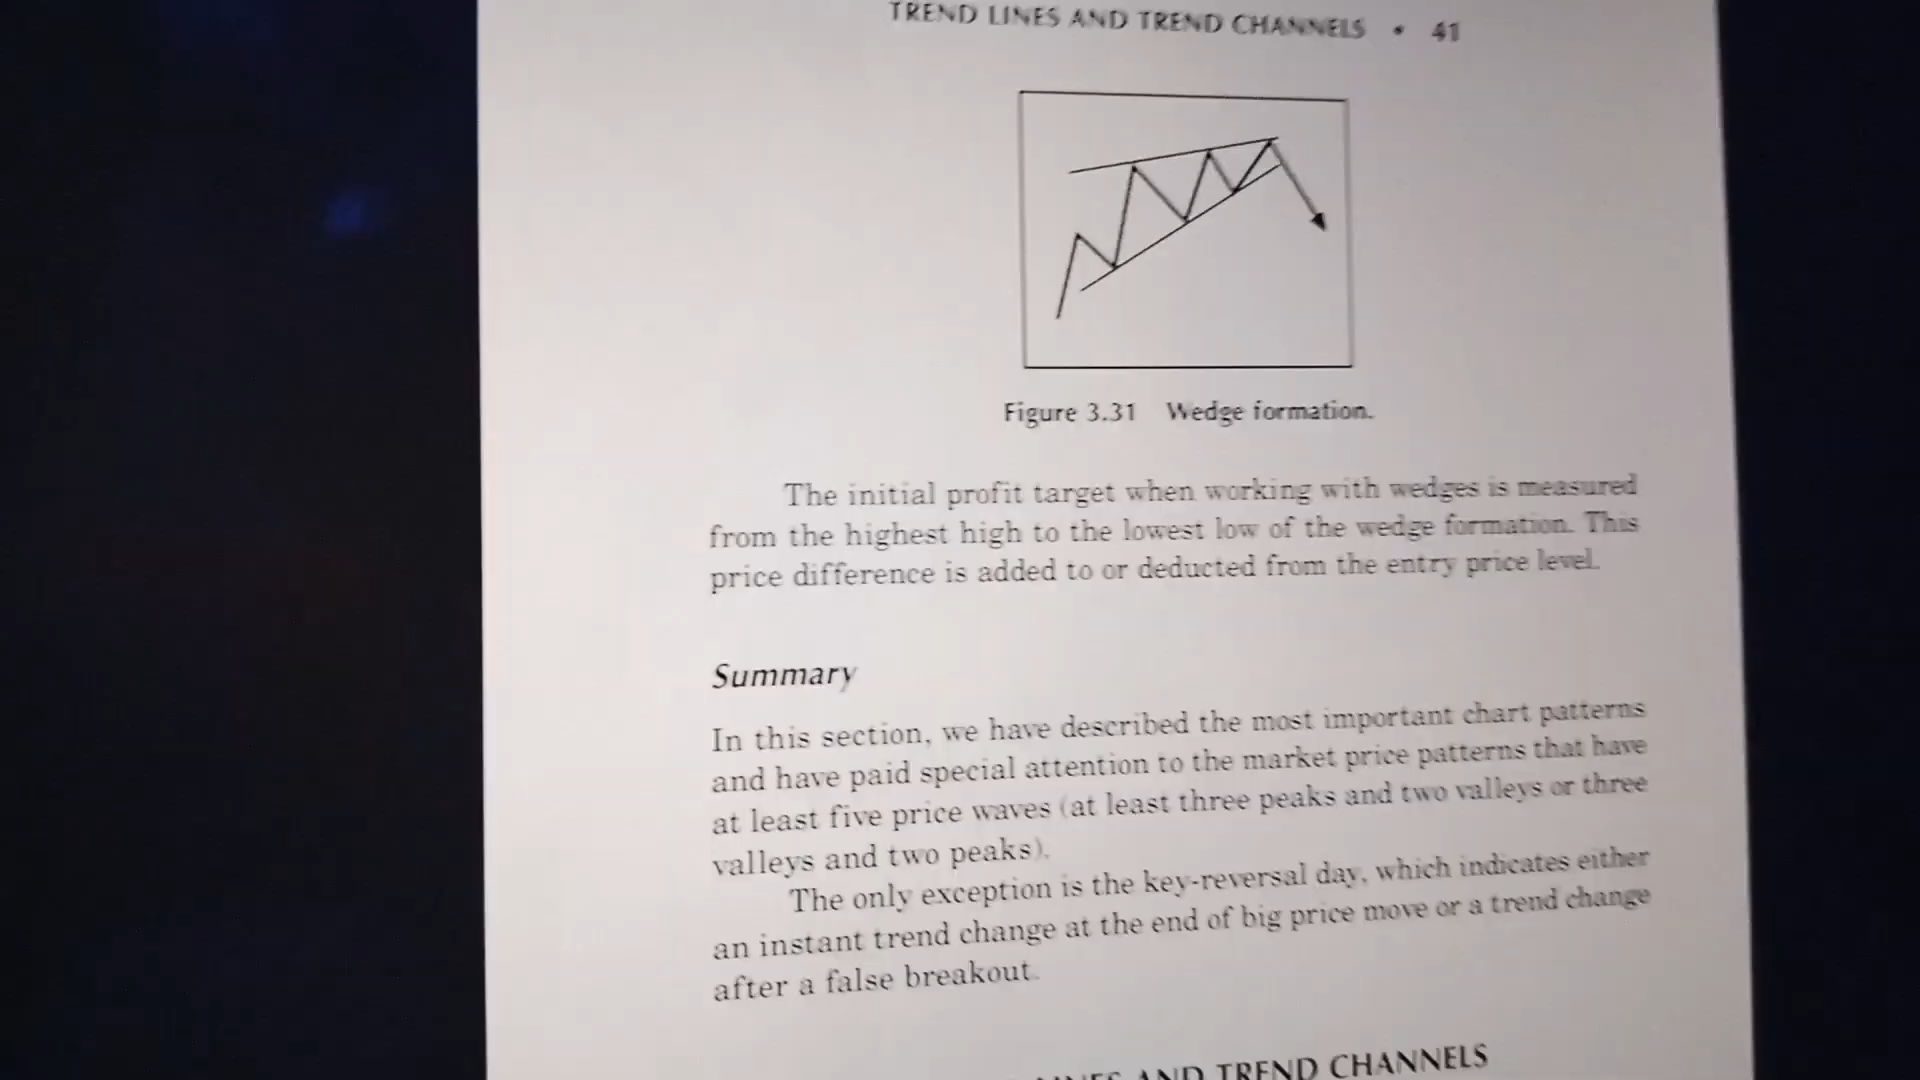 TREND LINES AND TREND CHANNELS • 41
Figure 3.31 Wedge formation.
The initial profit target when working with wedges is measured
from the highest high to the lowest low of the wedge formation. This
price difference is added to or deducted from the entry price level.
Summary
In this section, we have described the most important chart patterns
and have paid special attention to the market price patterns that have
at least five price waves (at least three peaks and two valleys or three
valleys and two peaks).
The only exception is the key-reversal day, which indicates either
an instant trend change at the end of big price move or a trend change
after a false breakout.
AND TREND CHANNELS